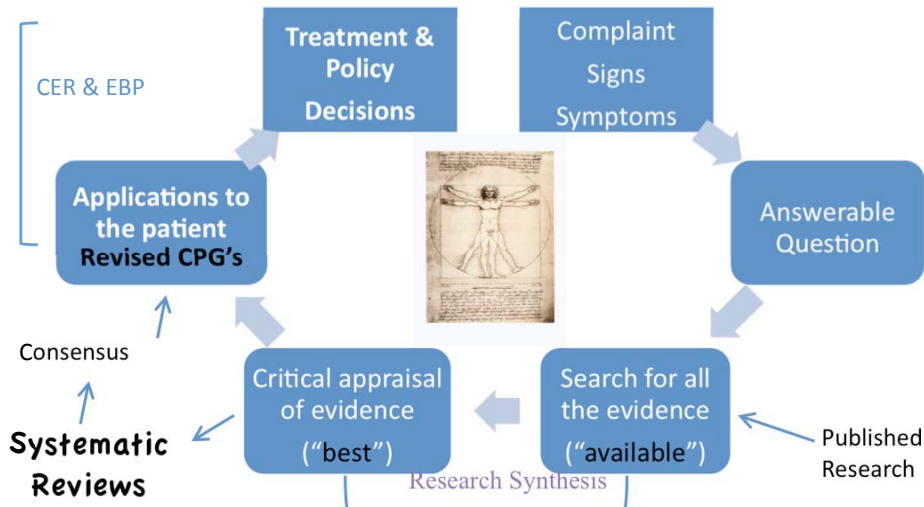 CER & EBP
Treatment &
Policy
Decisions
Complaint
Signs
Symptoms
Applications to
the patient
Revised CPG's
Answerable
Question
Consensus
Critical appraisal
of evidence
("best")
Search for all
the evidence
("available")
Systematic
Reviews
Published
Research
Research Synthesis